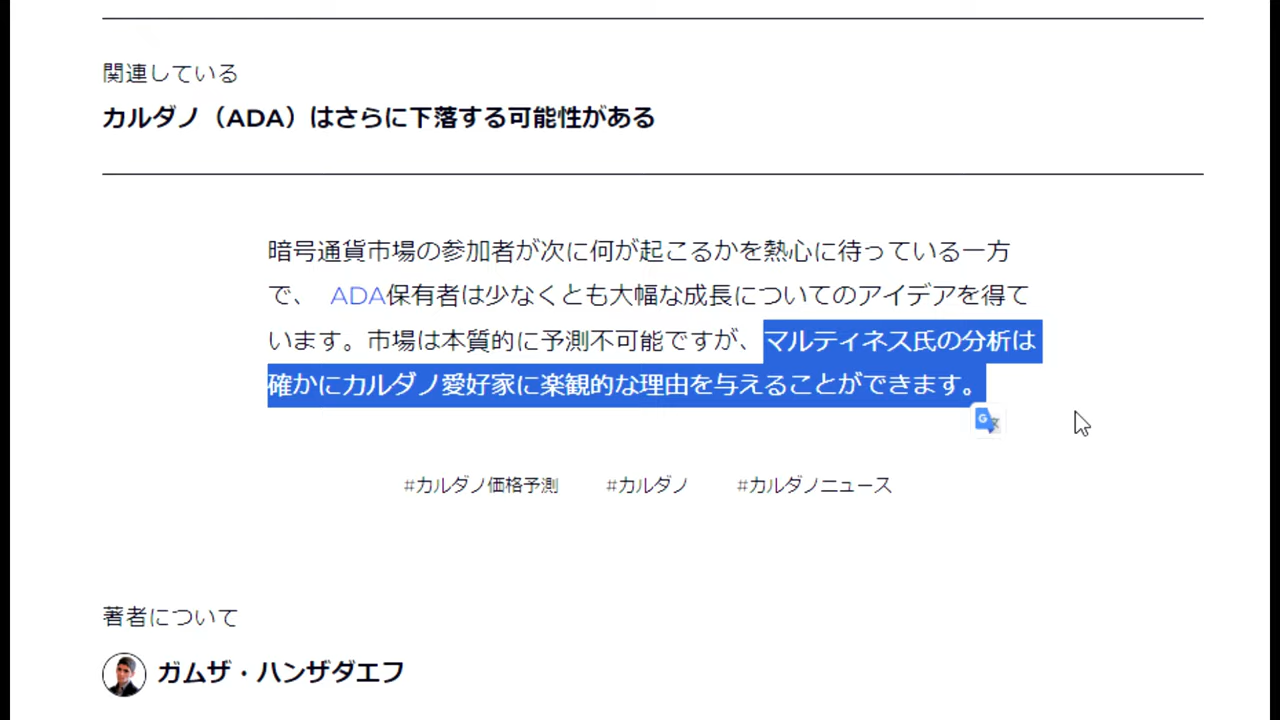 関連している
カルダノ（ADA）はさらに下落する可能性がある
暗号通貨市場の参加者が次に何が起こるかを熱心に待っている一方
で、 ADA保有者は少なくとも大幅な成長についてのアイデアを得て
います。市場は本質的に予測不可能ですが、マルティネス氏の分析は
確かにカルダノ愛好家に楽観的な理由を与えることができます。
#カルダノ価格予測 #カルダノ #カルダノニュース
著者について
ガムザ・ハンザダエフ